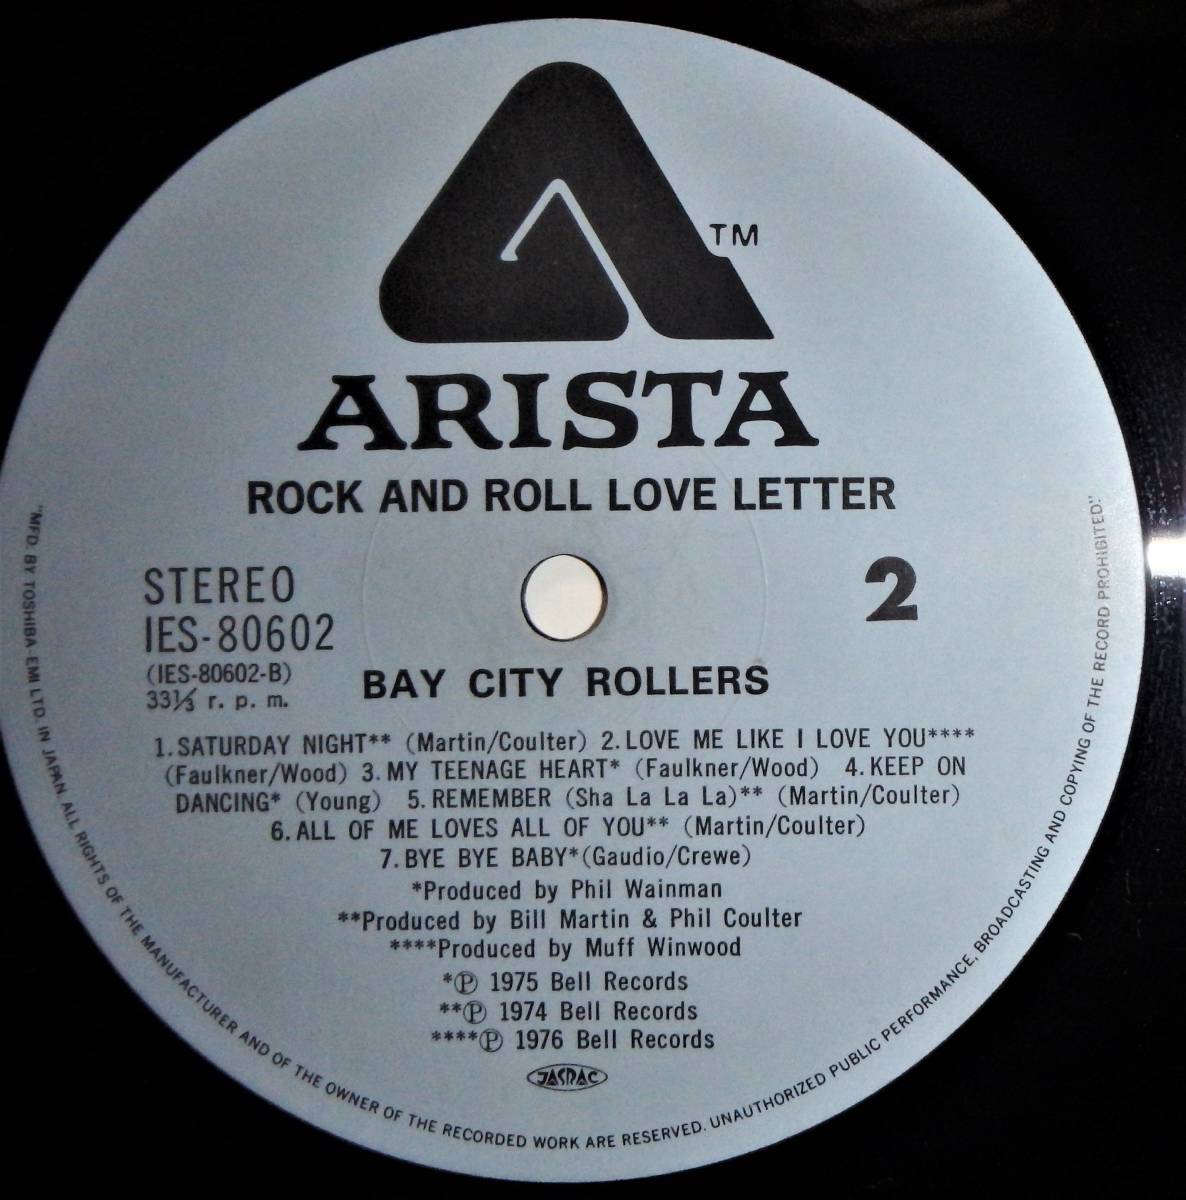 TM
ARISTA
ROCK AND ROLL LOVE LETTER
STEREO
IES-80602
(IES-80602-B)
33⅓ r. p. m.
2
BAY CITY ROLLERS
1. SATURDAY NIGHT** (Martin/Coulter) 2. LOVE ME LIKE I LOVE YOU****
(Faulkner/Wood) 3. MY TEENAGE HEART* (Faulkner/Wood) 4. KEEP ON
DANCING* (Young) 5. REMEMBER (Sha La La La)** (Martin/Coulter)
6. ALL OF ME LOVES ALL OF YOU** (Martin/Coulter)
7. BYE BYE BABY* (Gaudio/Crewe)
*Produced by Phil Wainman
**Produced by Bill Martin & Phil Coulter
****Produced by Muff Winwood
*Ⓟ 1975 Bell Records
**Ⓟ 1974 Bell Records
****Ⓟ 1976 Bell Records
JASRAC
"MFD. BY TOSHIBA-EMI LTD. IN JAPAN. ALL RIGHTS OF THE MANUFACTURER AND OF THE OWNER OF THE RECORDED WORK ARE RESERVED. UNAUTHORIZED PUBLIC PERFORMANCE, BROADCASTING AND COPYING OF THE RECORD PROHIBITED."